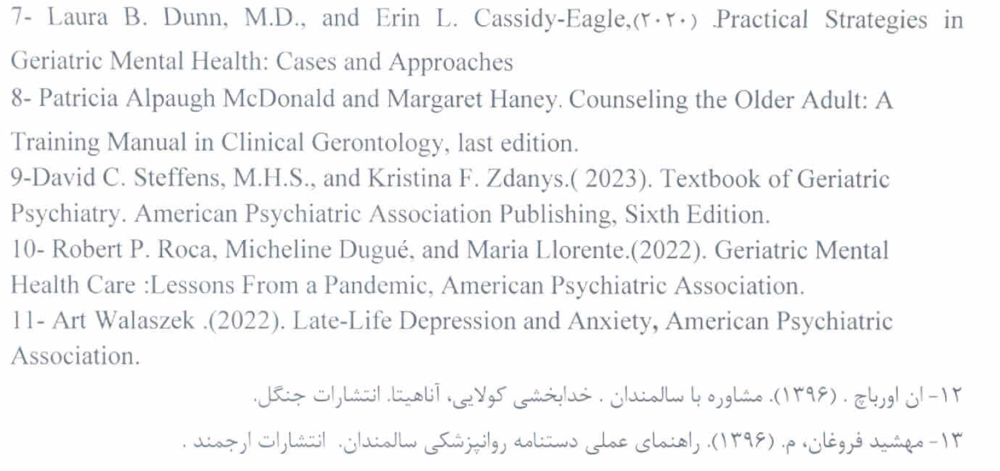 7- Laura B. Dunn, M.D., and Erin L. Cassidy-Eagle,(۲۰۲۰) .Practical Strategies in
Geriatric Mental Health: Cases and Approaches
8- Patricia Alpaugh McDonald and Margaret Haney. Counseling the Older Adult: A
Training Manual in Clinical Gerontology, last edition.
9-David C. Steffens, M.H.S., and Kristina F. Zdanys.( 2023). Textbook of Geriatric
Psychiatry. American Psychiatric Association Publishing, Sixth Edition.
10- Robert P. Roca, Micheline Dugué, and Maria Llorente.(2022). Geriatric Mental
Health Care :Lessons From a Pandemic, American Psychiatric Association.
11- Art Walaszek .(2022). Late-Life Depression and Anxiety, American Psychiatric
Association.
۱۲- ان اورباچ . (۱۳۹۶). مشاوره با سالمندان . خدابخشی کولایی، آناهیتا. انتشارات جنگل.
۱۳- مهشید فروغان، م. (۱۳۹۶). راهنمای عملی دستنامه روانپزشکی سالمندان. انتشارات ارجمند .